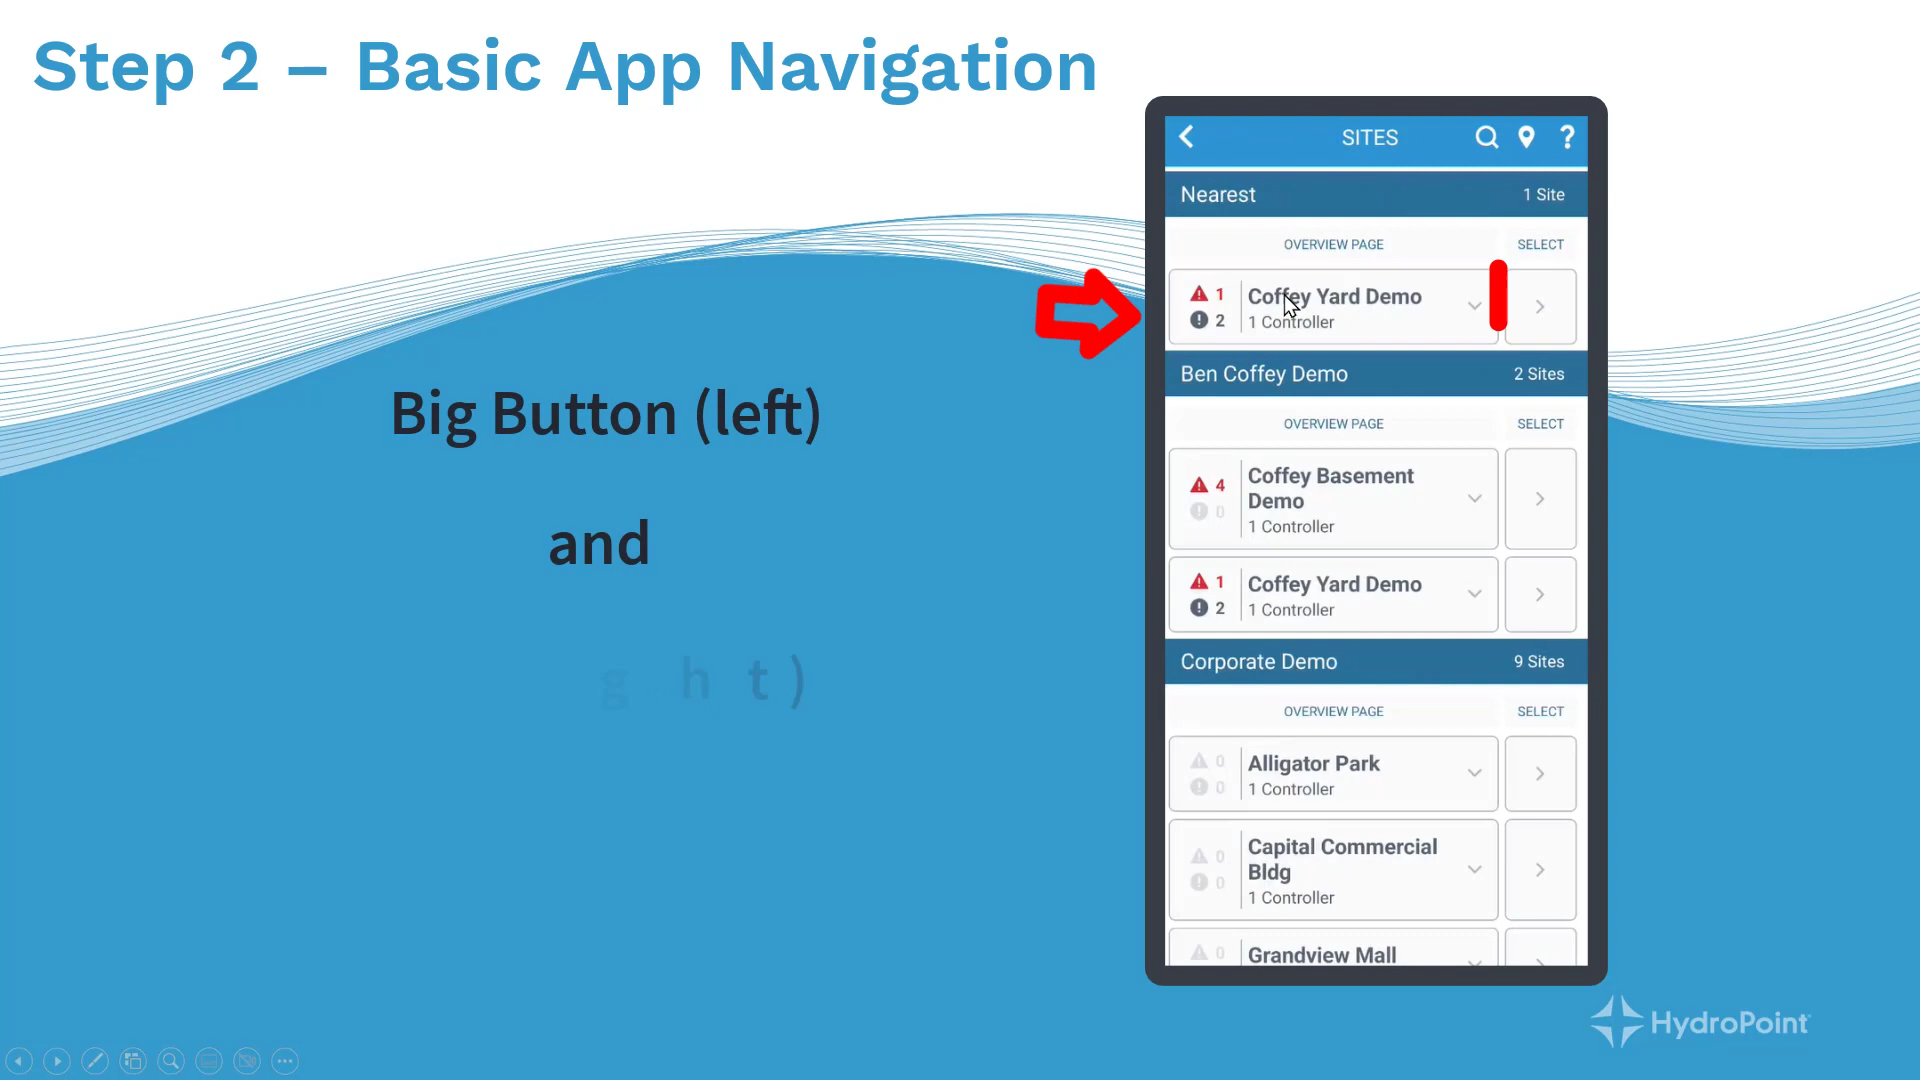 Step 2 – Basic App Navigation
Big Button (left)
and
g h t )
SITES
?
Nearest 1 Site
OVERVIEW PAGE SELECT
1 Coffey Yard Demo
2 1 Controller
Ben Coffey Demo 2 Sites
OVERVIEW PAGE SELECT
4 Coffey Basement
Demo
0
1 Controller
1 Coffey Yard Demo
2 1 Controller
Corporate Demo 9 Sites
OVERVIEW PAGE SELECT
0 Alligator Park
0 1 Controller
0 Capital Commercial
Bldg
0
1 Controller
0 Grandview Mall
HydroPoint